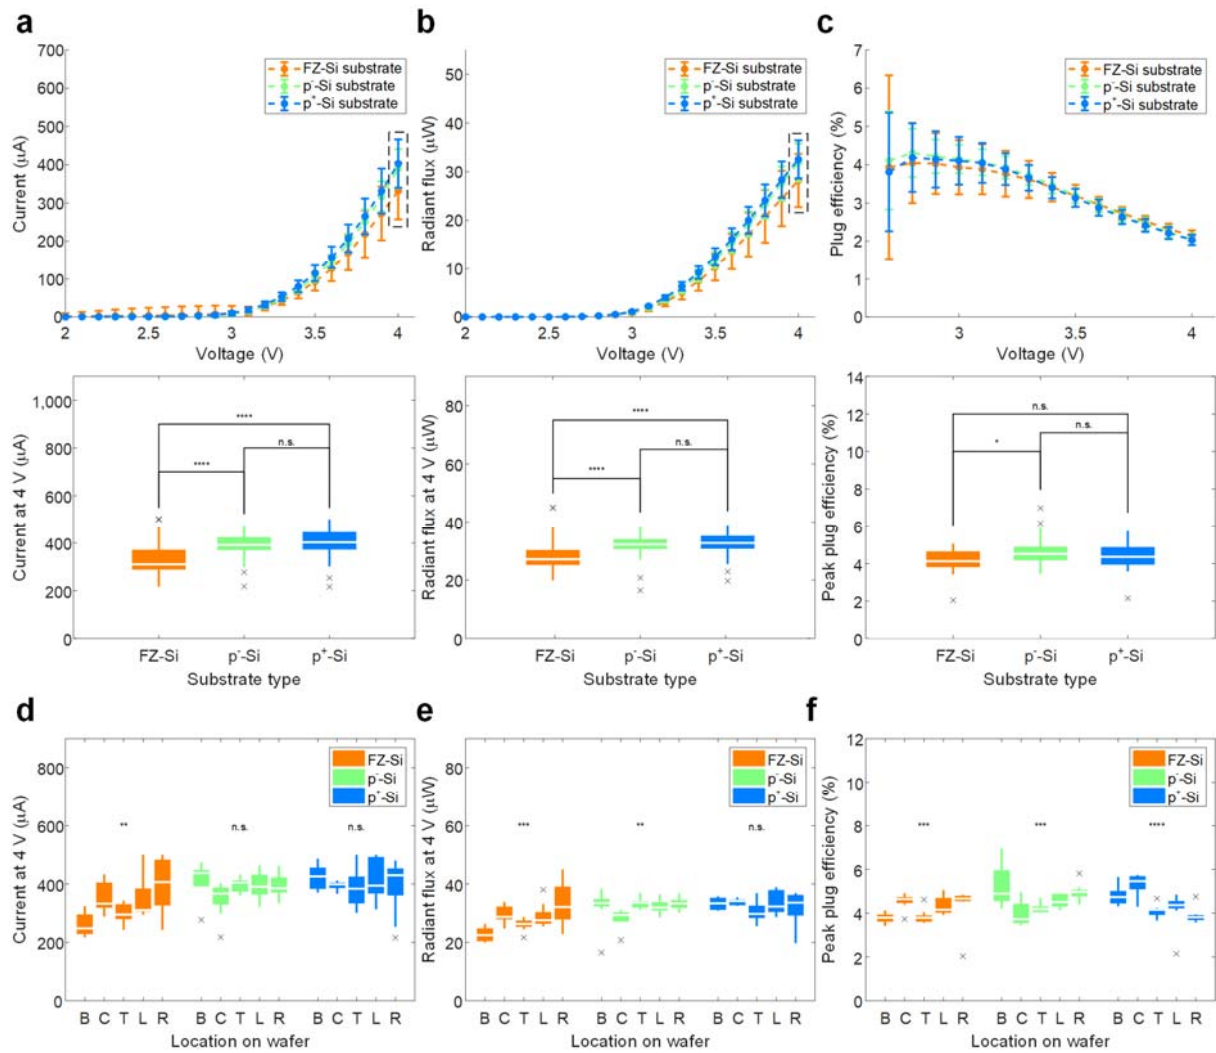 a
700
600
500
400
300
200
100
0
Current (μA)
2
2.5
3
3.5
4
Voltage (V)
FZ-Si substrate
p⁻-Si substrate
p⁺-Si substrate
b
50
40
30
20
10
0
Radiant flux (μW)
2
2.5
3
3.5
4
Voltage (V)
FZ-Si substrate
p⁻-Si substrate
p⁺-Si substrate
c
7
6
5
4
3
2
1
0
Plug efficiency (%)
3.0
3.5
4
Voltage (V)
FZ-Si substrate
p⁻-Si substrate
p⁺-Si substrate
1,000
800
600
400
200
0
Current at 4 V (μA)
****
n.s.
****
FZ-Si
p⁻-Si
p⁺-Si
Substrate type
80
60
40
20
0
Radiant flux at 4 V (μW)
****
n.s.
****
FZ-Si
p⁻-Si
p⁺-Si
Substrate type
14
12
10
8
6
4
2
0
Peak plug efficiency (%)
n.s.
n.s.
*
FZ-Si
p⁻-Si
p⁺-Si
Substrate type
d
800
600
400
200
0
Current at 4 V (μA)
FZ-Si
p⁻-Si
p⁺-Si
** n.s. n.s.
B C T L R B C T L R B C T L R
Location on wafer
e
80
60
40
20
0
Radiant flux at 4 V (μW)
FZ-Si
p⁻-Si
p⁺-Si
*** ** n.s.
B C T L R B C T L R B C T L R
Location on wafer
f
12
10
8
6
4
2
0
Peak plug efficiency (%)
FZ-Si
p⁻-Si
p⁺-Si
*** *** ****
B C T L R B C T L R B C T L R
Location on wafer